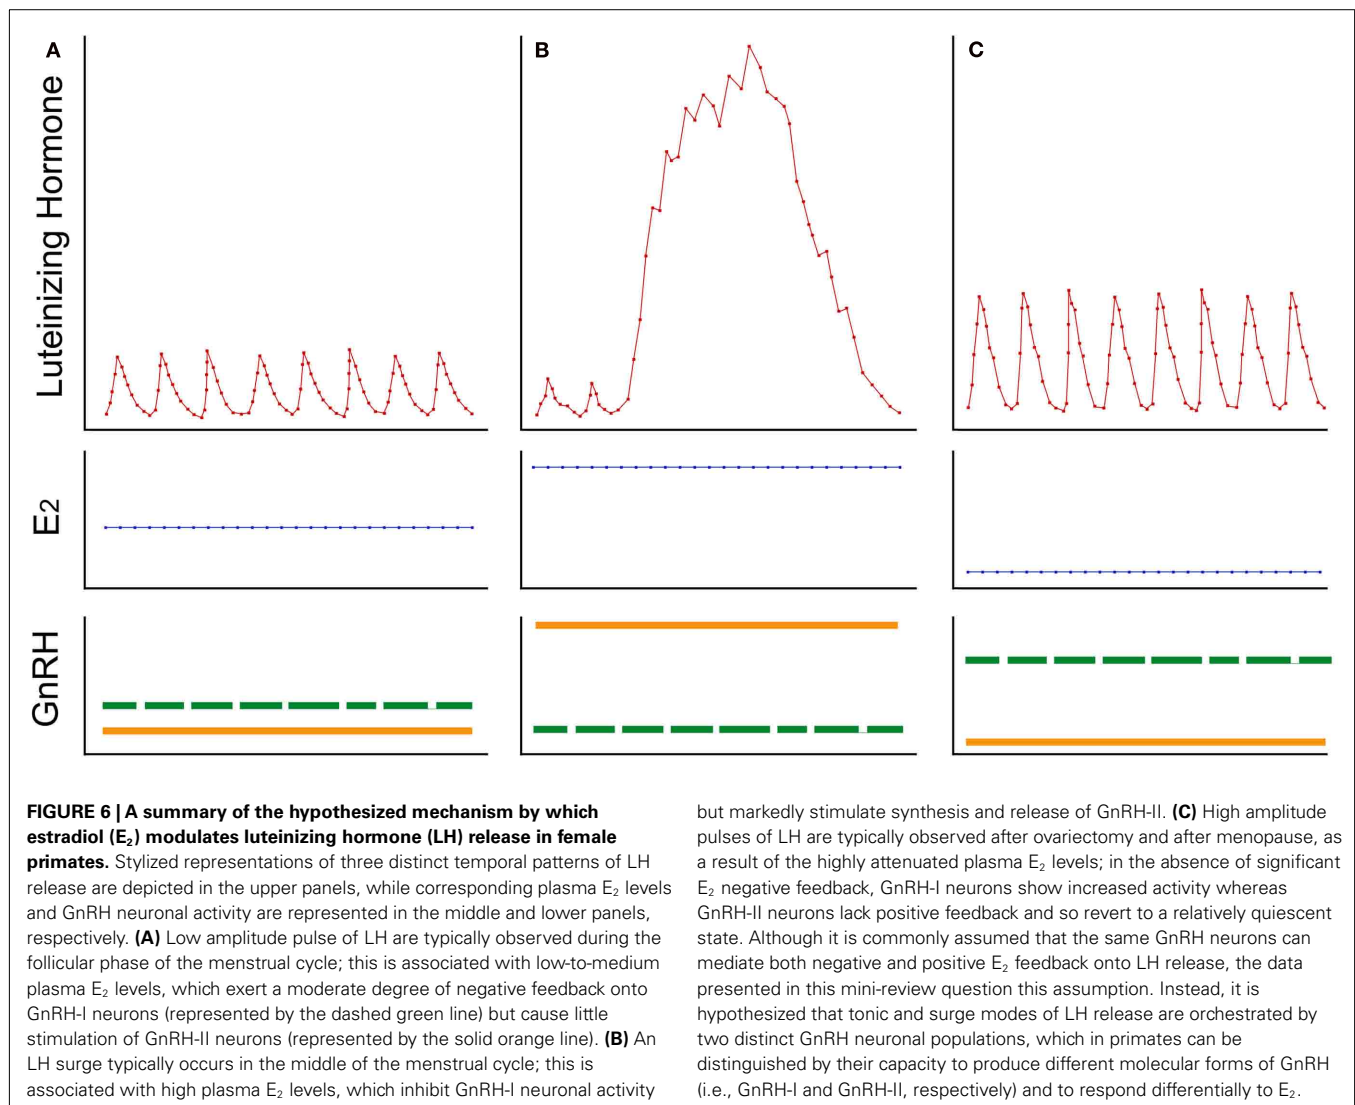 A
B
C
Luteinizing Hormone
E2
GnRH
FIGURE 6 | A summary of the hypothesized mechanism by which
estradiol (E₂) modulates luteinizing hormone (LH) release in female
primates. Stylized representations of three distinct temporal patterns of LH
release are depicted in the upper panels, while corresponding plasma E₂ levels
and GnRH neuronal activity are represented in the middle and lower panels,
respectively. (A) Low amplitude pulse of LH are typically observed during the
follicular phase of the menstrual cycle; this is associated with low-to-medium
plasma E₂ levels, which exert a moderate degree of negative feedback onto
GnRH-I neurons (represented by the dashed green line) but cause little
stimulation of GnRH-II neurons (represented by the solid orange line). (B) An
LH surge typically occurs in the middle of the menstrual cycle; this is
associated with high plasma E₂ levels, which inhibit GnRH-I neuronal activity
but markedly stimulate synthesis and release of GnRH-II. (C) High amplitude
pulses of LH are typically observed after ovariectomy and after menopause, as
a result of the highly attenuated plasma E₂ levels; in the absence of significant
E₂ negative feedback, GnRH-I neurons show increased activity whereas
GnRH-II neurons lack positive feedback and so revert to a relatively quiescent
state. Although it is commonly assumed that the same GnRH neurons can
mediate both negative and positive E₂ feedback onto LH release, the data
presented in this mini-review question this assumption. Instead, it is
hypothesized that tonic and surge modes of LH release are orchestrated by
two distinct GnRH neuronal populations, which in primates can be
distinguished by their capacity to produce different molecular forms of GnRH
(i.e., GnRH-I and GnRH-II, respectively) and to respond differentially to E₂.